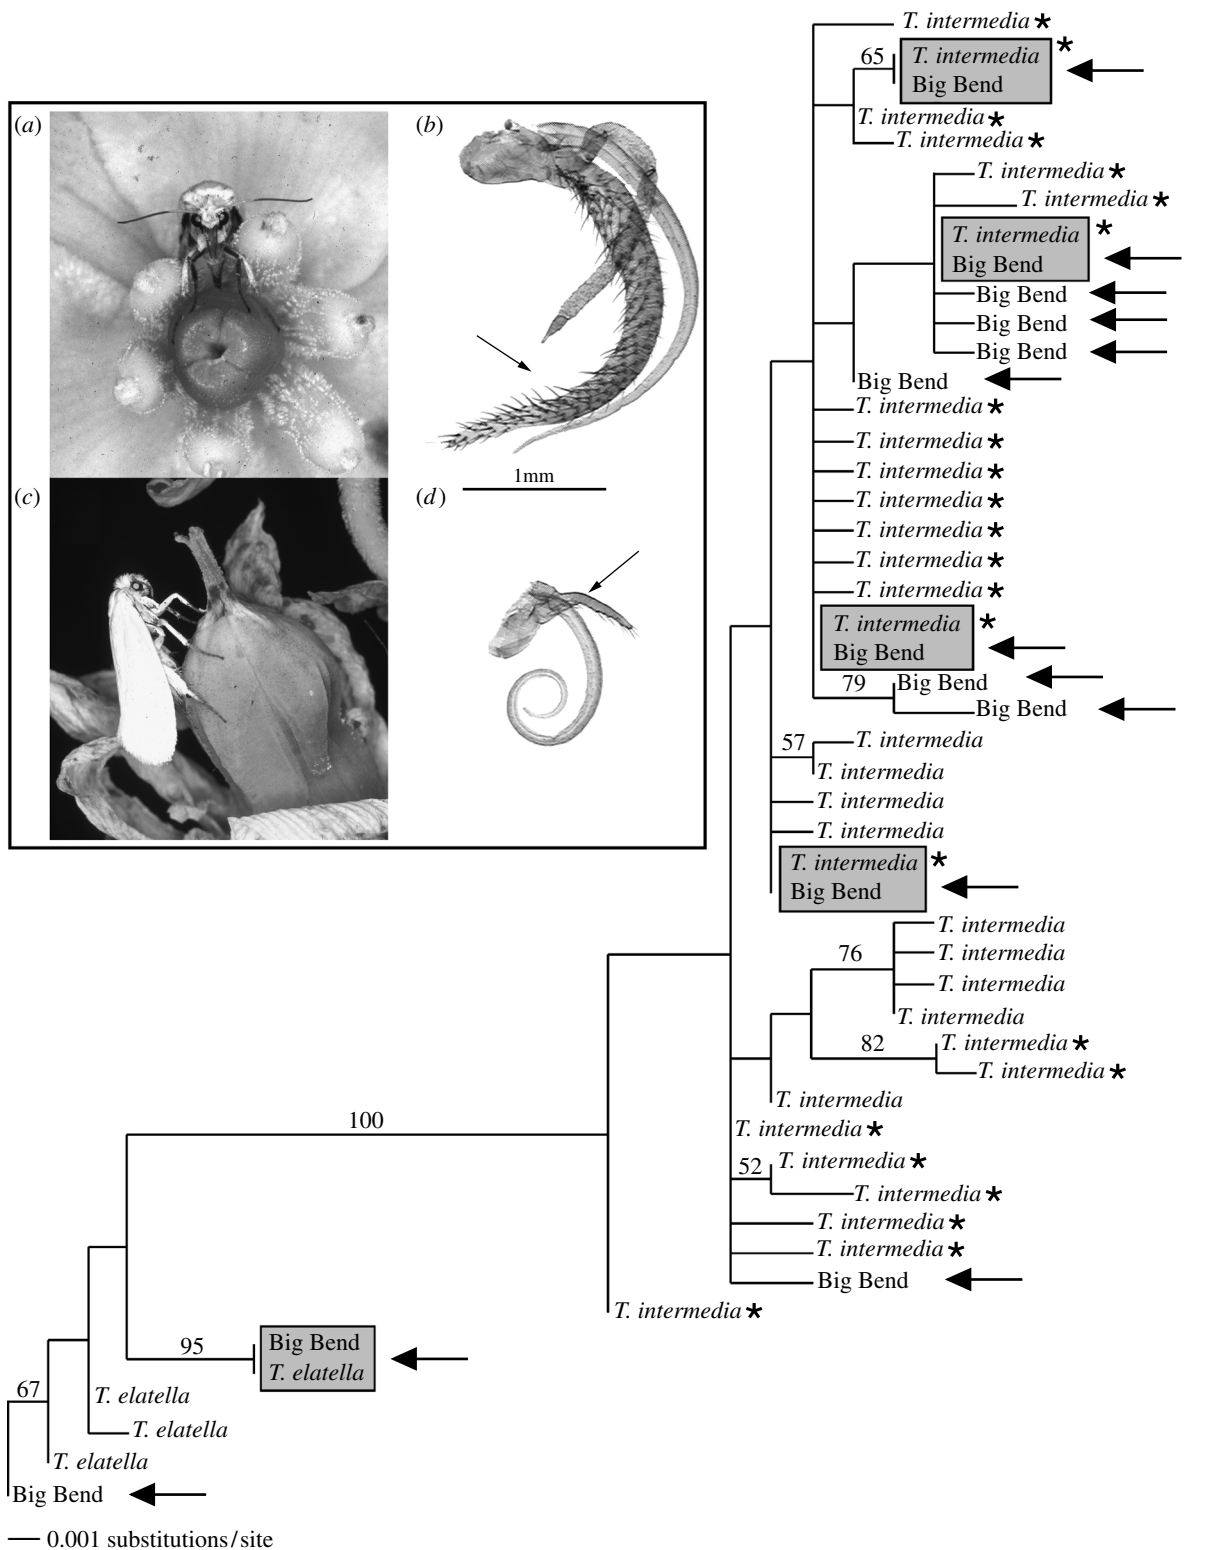 T. intermedia *
65
T. intermedia *
Big Bend
T. intermedia *
T. intermedia *
T. intermedia *
T. intermedia *
T. intermedia *
Big Bend
Big Bend
Big Bend
Big Bend
Big Bend
T. intermedia *
T. intermedia *
T. intermedia *
T. intermedia *
T. intermedia *
T. intermedia *
T. intermedia *
T. intermedia *
Big Bend
79
Big Bend
Big Bend
57
T. intermedia
T. intermedia
T. intermedia
T. intermedia
T. intermedia *
Big Bend
T. intermedia
76
T. intermedia
T. intermedia
T. intermedia
82
T. intermedia *
T. intermedia *
T. intermedia
T. intermedia *
52
T. intermedia *
T. intermedia *
T. intermedia *
T. intermedia *
Big Bend
T. intermedia *
100
95
Big Bend
T. elatella
67
T. elatella
T. elatella
T. elatella
Big Bend
0.001 substitutions/site
(a)
(b)
(c)
(d)
1mm